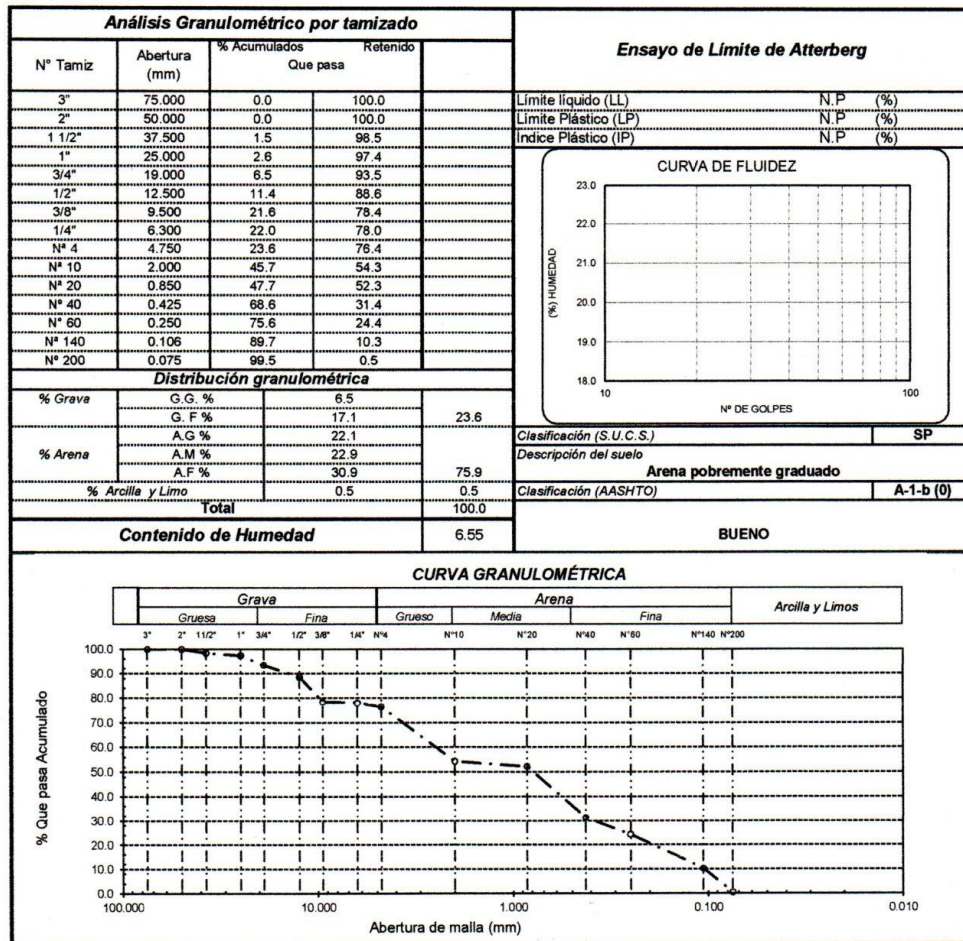 Análisis Granulométrico por tamizado
N° Tamiz Abertura (mm) % Acumulados Retenido Que pasa
3" 75.000 0.0 100.0
2" 50.000 0.0 100.0
1 1/2" 37.500 1.5 98.5
1" 25.000 2.6 97.4
3/4" 19.000 6.5 93.5
1/2" 12.500 11.4 88.6
3/8" 9.500 21.6 78.4
1/4" 6.300 22.0 78.0
Nª 4 4.750 23.6 76.4
Nª 10 2.000 45.7 54.3
Nª 20 0.850 47.7 52.3
Nº 40 0.425 68.6 31.4
N° 60 0.250 75.6 24.4
Nª 140 0.106 89.7 10.3
Nº 200 0.075 99.5 0.5
Distribución granulométrica
% Grava G.G. % 6.5
G. F % 17.1 23.6
% Arena A.G % 22.1
A.M % 22.9
A.F % 30.9 75.9
% Arcilla y Limo 0.5 0.5
Total 100.0
Contenido de Humedad 6.55
Ensayo de Límite de Atterberg
Límite líquido (LL) N.P (%)
Límite Plástico (LP) N.P (%)
Indice Plástico (IP) N.P (%)
CURVA DE FLUIDEZ
(%) HUMEDAD
23.0
22.0
21.0
20.0
19.0
18.0
10 100
Nº DE GOLPES
Clasificación (S.U.C.S.) SP
Descripción del suelo
Arena pobremente graduado
Clasificación (AASHTO) A-1-b (0)
BUENO
CURVA GRANULOMÉTRICA
Grava Arena Arcilla y Limos
Gruesa Fina Grueso Media Fina
3" 2" 11/2" 1" 3/4" 1/2" 3/8" 1/4" N°4 N°10 N°20 N°40 N°60 N°140 N°200
% Que pasa Acumulado
100.0
90.0
80.0
70.0
60.0
50.0
40.0
30.0
20.0
10.0
0.0
100.000 10.000 1.000 0.100 0.010
Abertura de malla (mm)